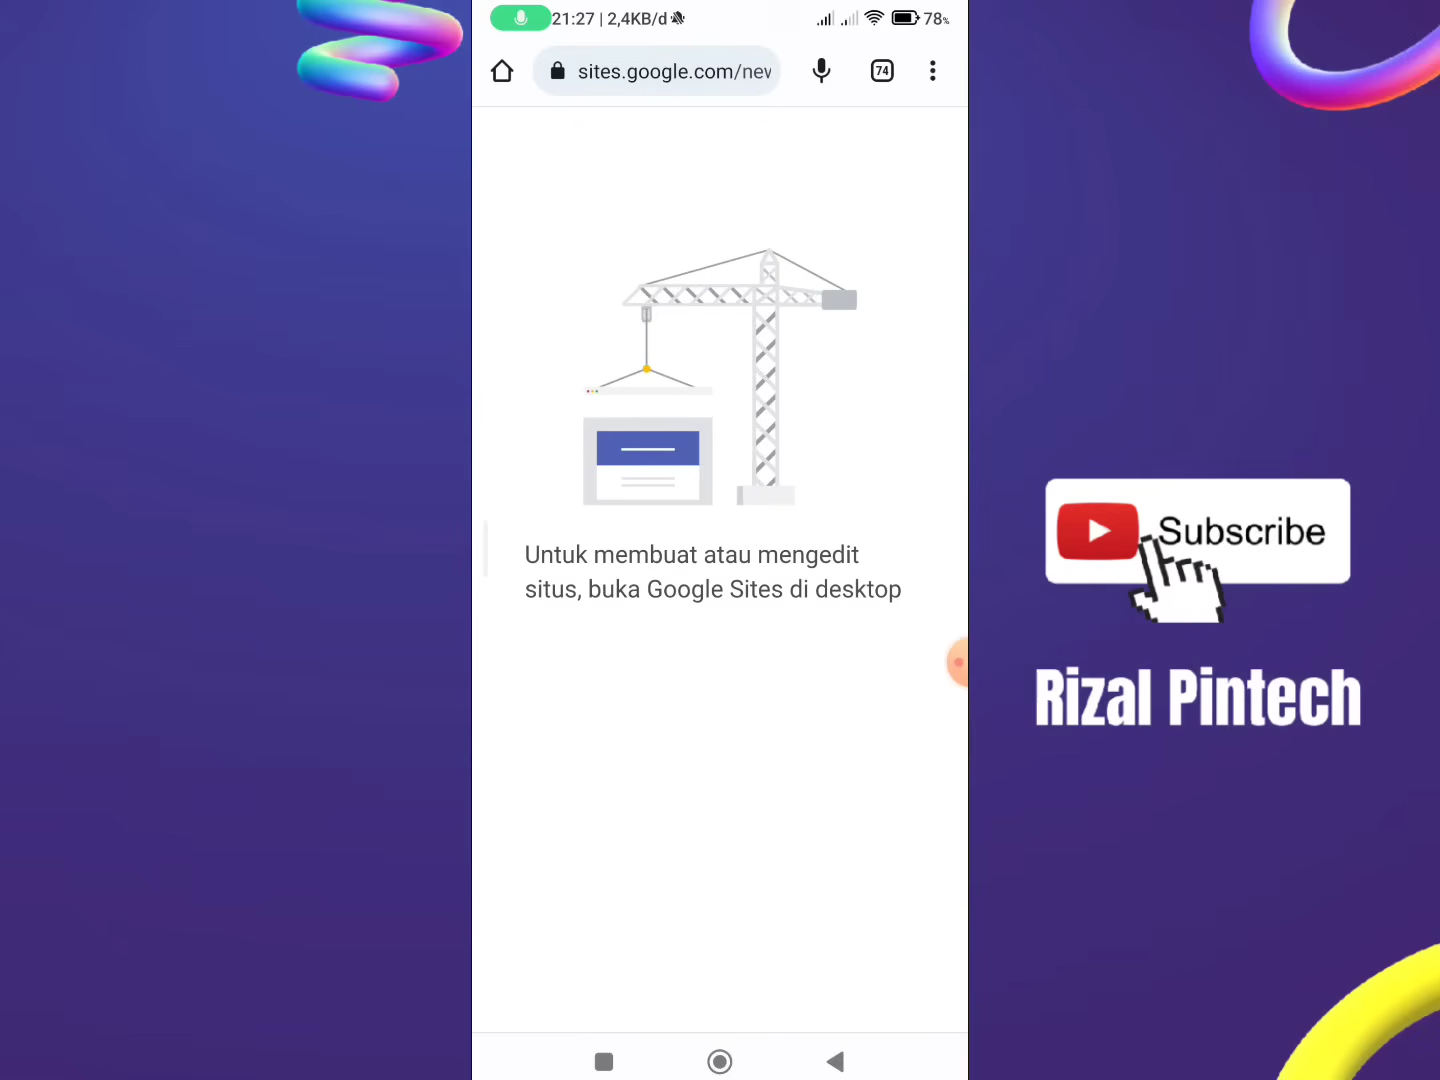 21:27 | 2,4KB/d
78%
sites.google.com/new
74
Untuk membuat atau mengedit
situs, buka Google Sites di desktop
Subscribe
Rizal Pintech